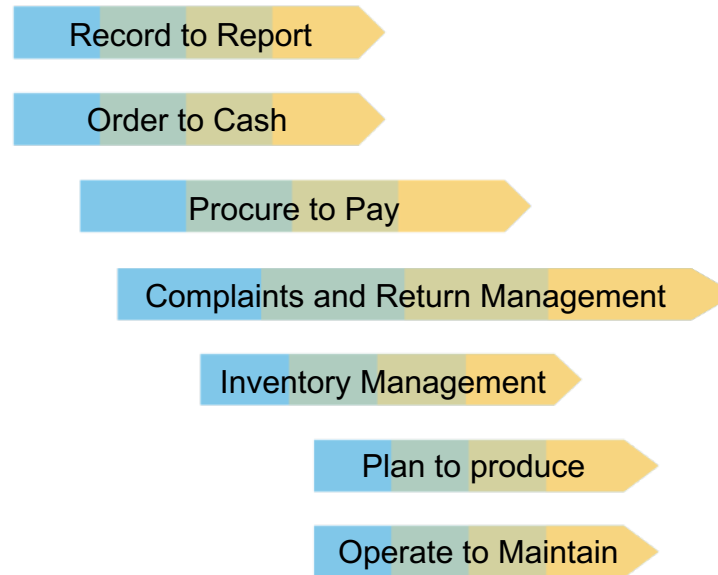 Record to Report
Order to Cash
Procure to Pay
Complaints and Return Management
Inventory Management
Plan to produce
Operate to Maintain